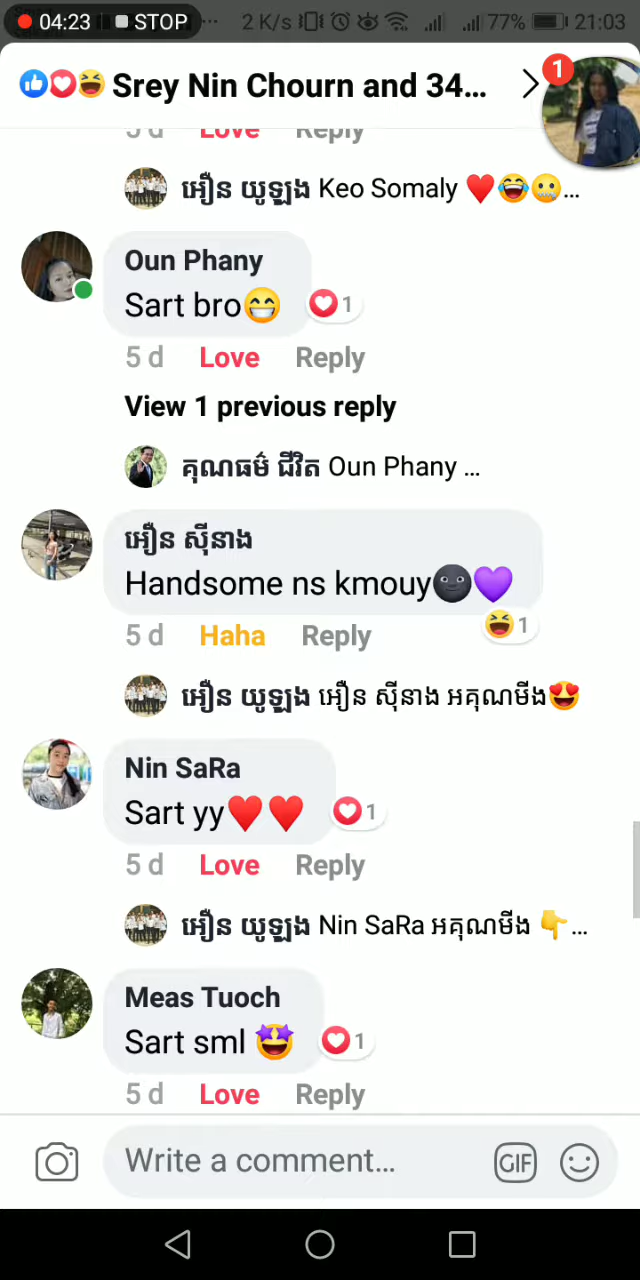 04:23 STOP ... 2 K/s 77% 21:03
Srey Nin Chourn and 34... 1
5 d Love Reply
អឿន យូឡុង Keo Somaly ❤️😂🤐...
Oun Phany
Sart bro😁 1
5 d Love Reply
View 1 previous reply
គុណធម៌ ជីវិត Oun Phany ...
អឿន ស៊ីនាង
Handsome ns kmouy🌚💜
5 d Haha Reply 1
អឿន យូឡុង អឿន ស៊ីនាង អគុណមីង😍
Nin SaRa
Sart yy❤️❤️ 1
5 d Love Reply
អឿន យូឡុង Nin SaRa អគុណមីង 👇...
Meas Tuoch
Sart sml 🤩 1
5 d Love Reply
Write a comment... GIF